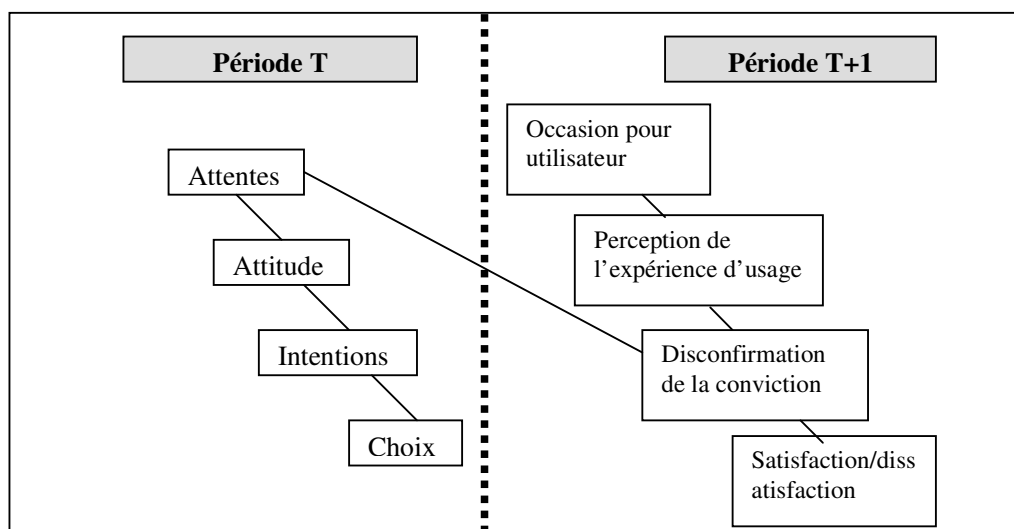 Période T
Attentes
Attitude
Intentions
Choix
Période T+1
Occasion pour
utilisateur
Perception de
l’expérience d’usage
Disconfirmation
de la conviction
Satisfaction/diss
atisfaction